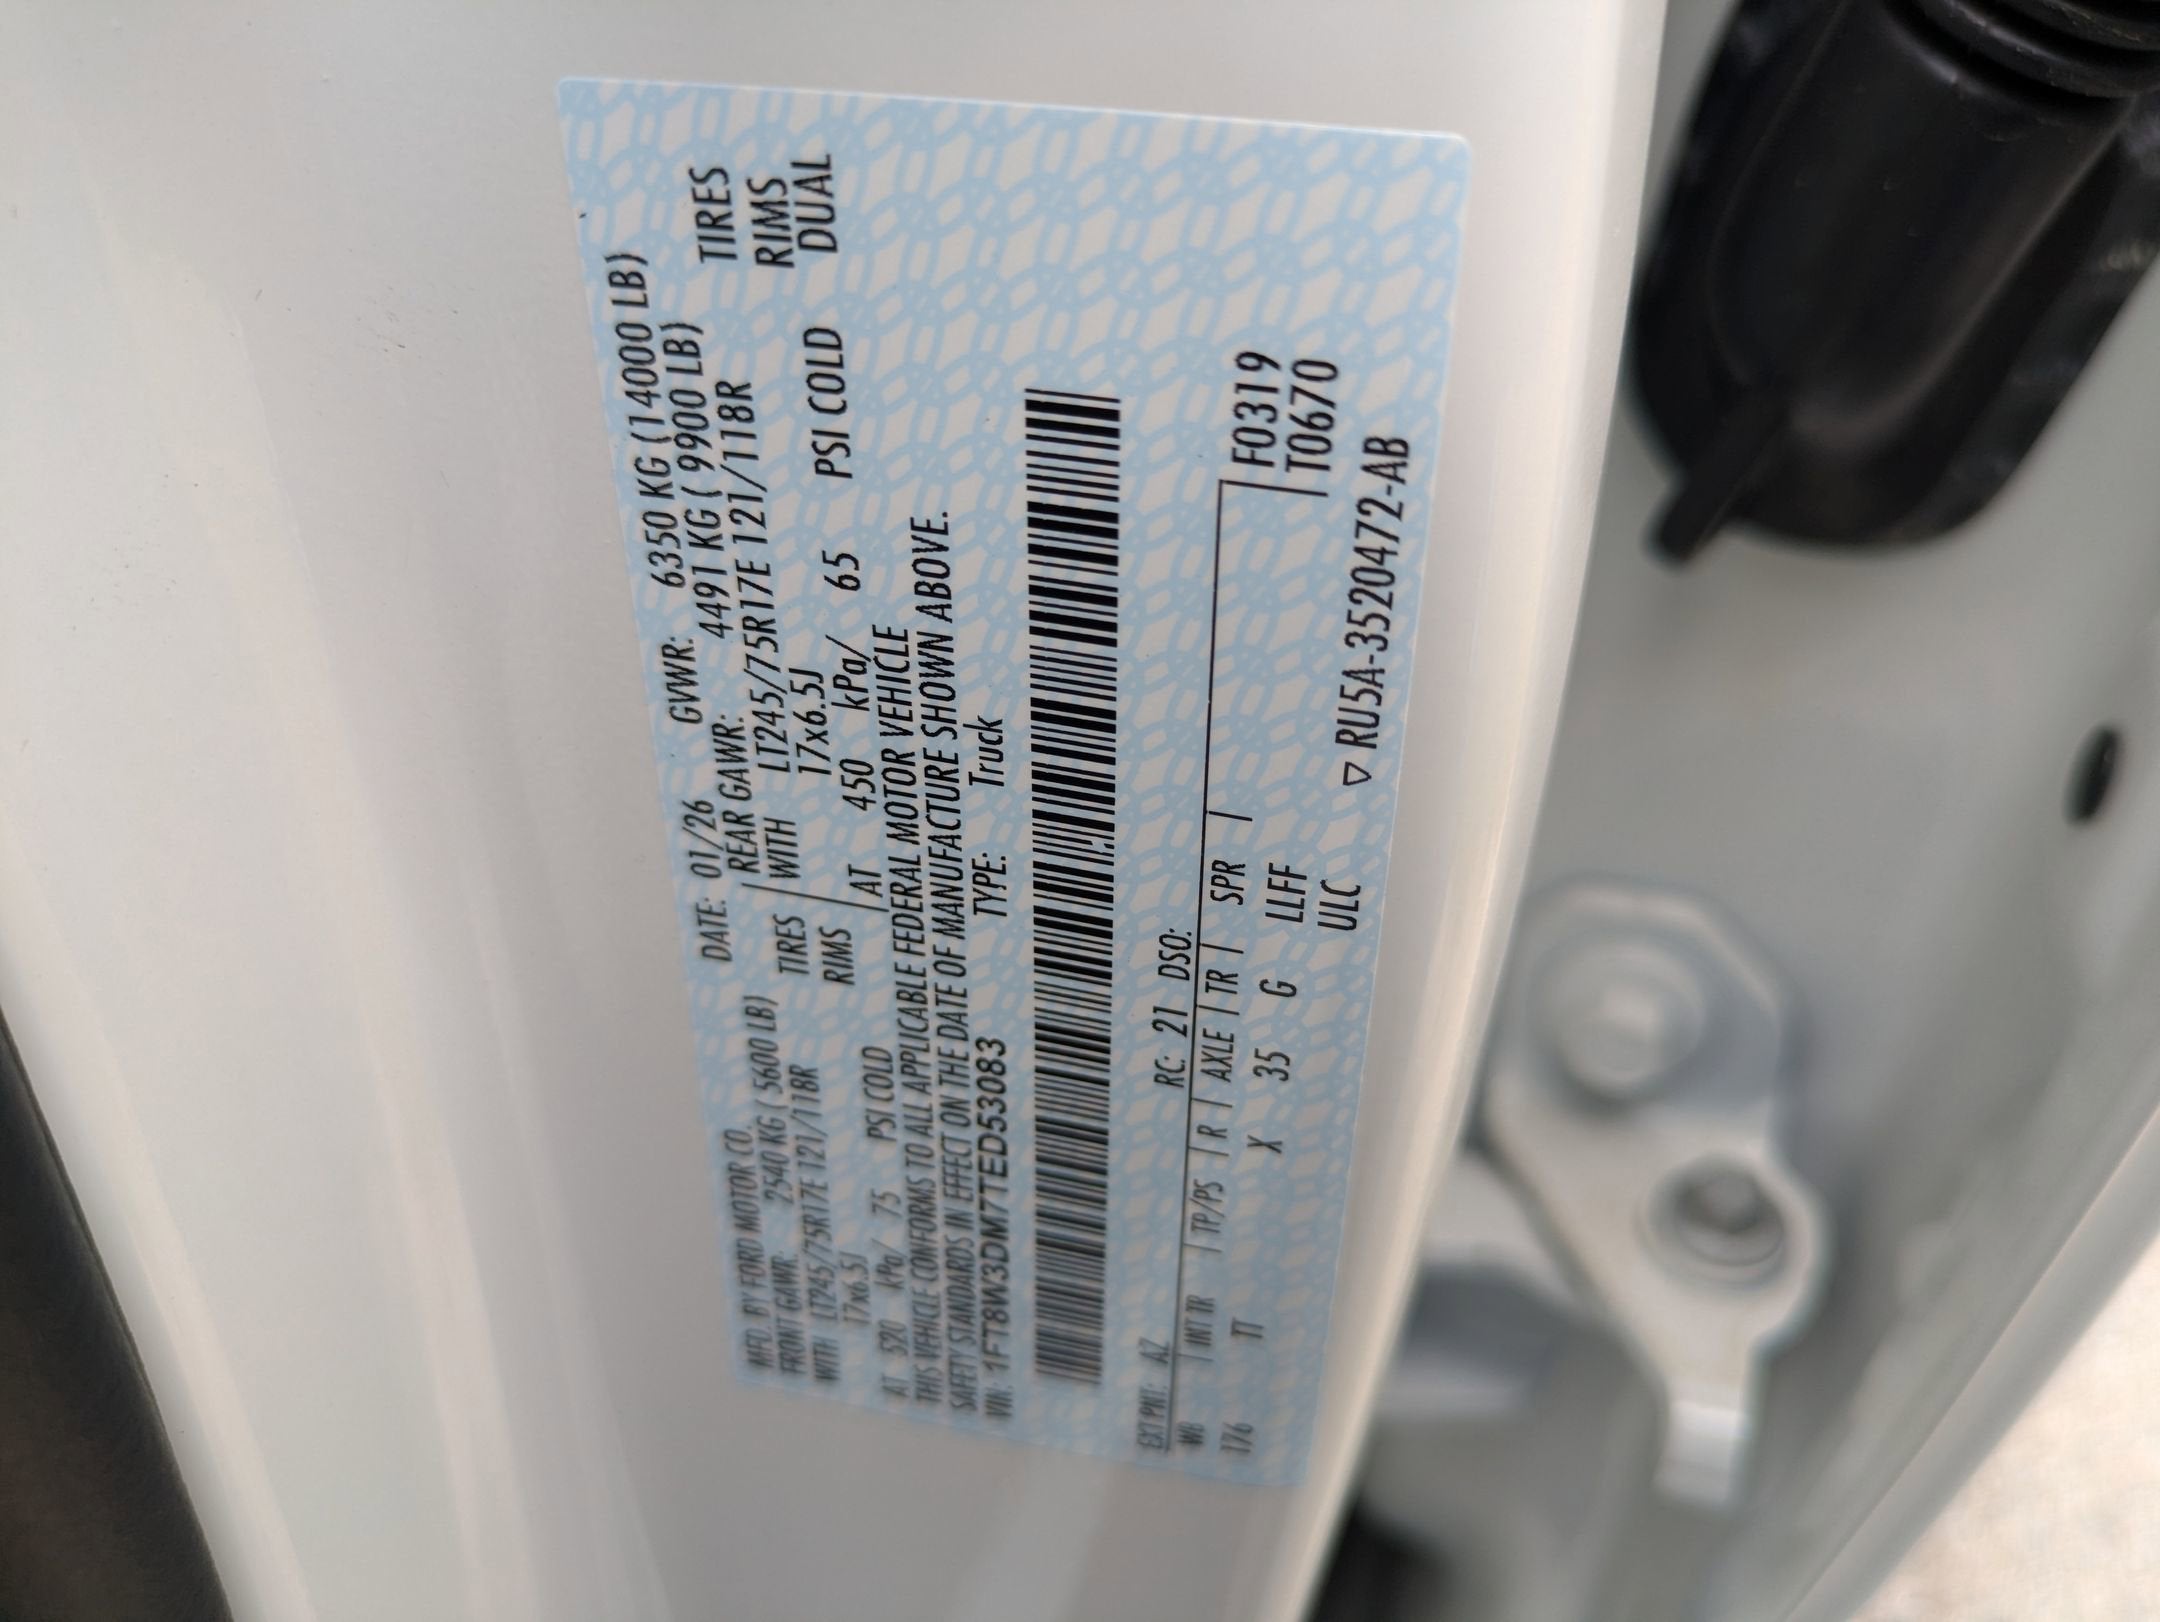 MFD. BY FORD MOTOR CO.
DATE: 01/26 GVWR: 6350 KG (14000 LB)
FRONT GAWR: 2540 KG ( 5600 LB) REAR GAWR: 4491 KG ( 9900 LB)
WITH LT245/75R17E 121/118R TIRES WITH LT245/75R17E 121/118R TIRES
17x6.5J RIMS 17x6.5J RIMS
AT 520 kPa/ 75 PSI COLD AT 450 kPa/ 65 PSI COLD DUAL
THIS VEHICLE CONFORMS TO ALL APPLICABLE FEDERAL MOTOR VEHICLE
SAFETY STANDARDS IN EFFECT ON THE DATE OF MANUFACTURE SHOWN ABOVE.
VIN: 1FT8W3DM7TED53083 TYPE: Truck
EXT PNT: AZ RC: 21 DSO:
WB INT TR TP/PS R AXLE TR SPR F0319
176 X 35 G LLFF T0670
ULC ▽ RU5A-3520472-AB